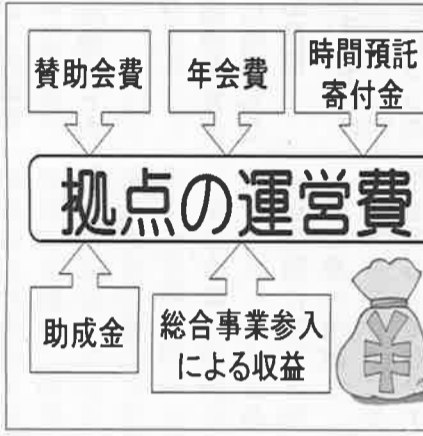 賛助会費
年会費
時間預託
寄付金
拠点の運営費
助成金
総合事業参入
による収益
¥